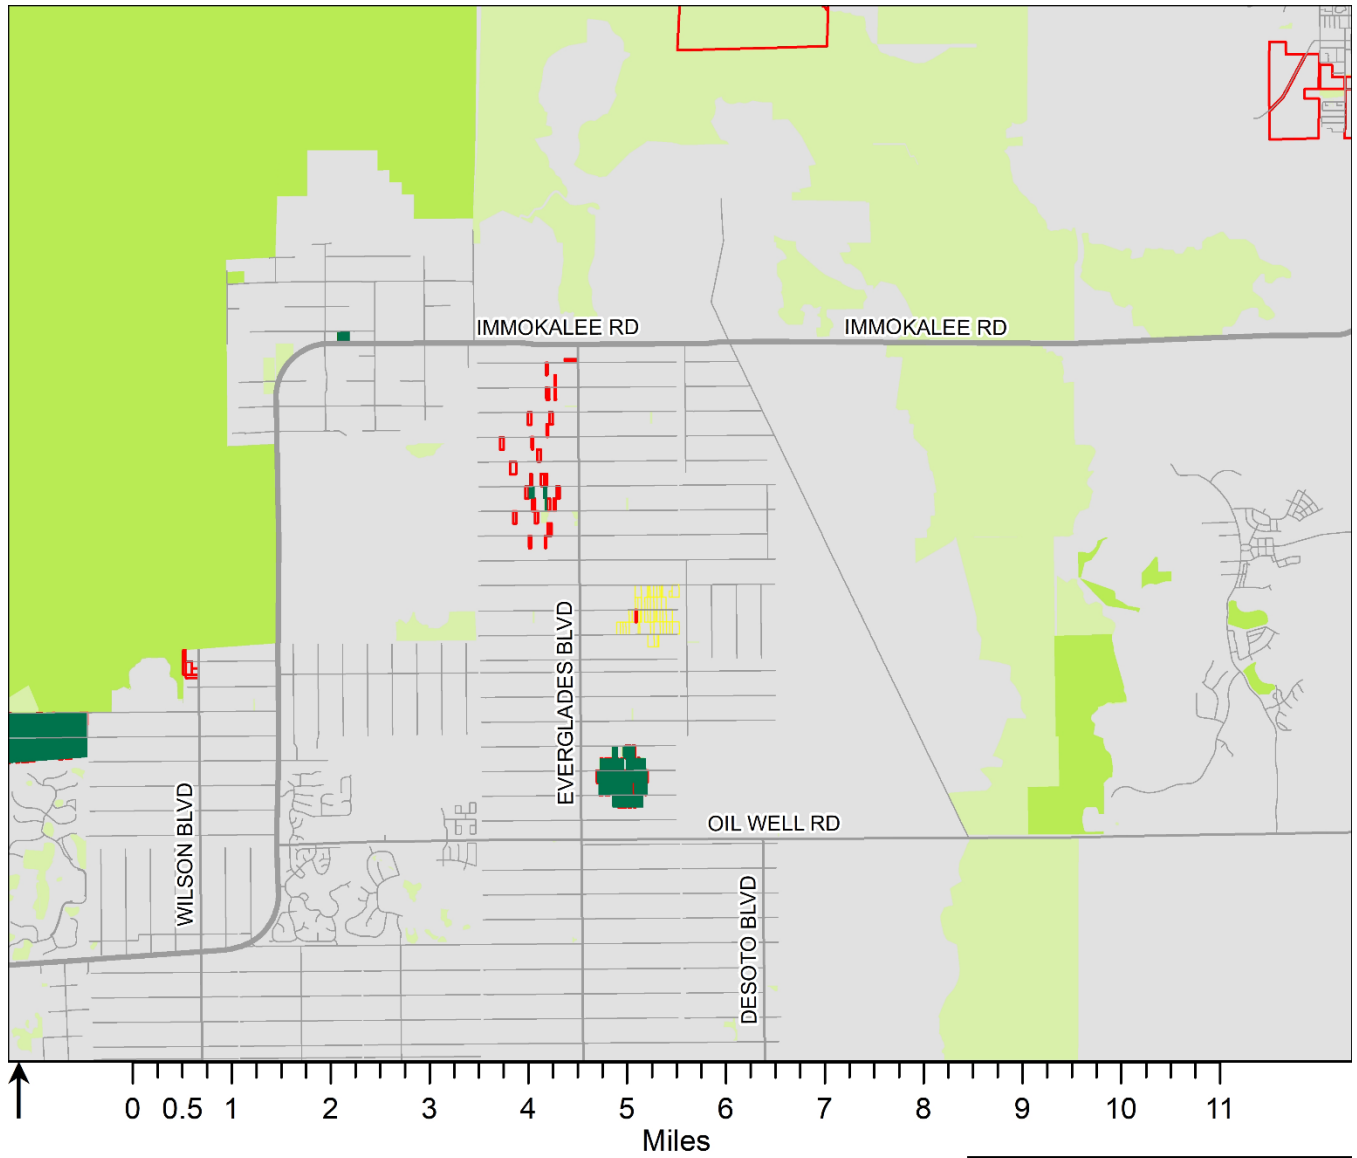 IMMOKALEE RD
IMMOKALEE RD
EVERGLADES BLVD
WILSON BLVD
OIL WELL RD
DESOTO BLVD
0 0.5 1 2 3 4 5 6 7 8 9 10 11
Miles